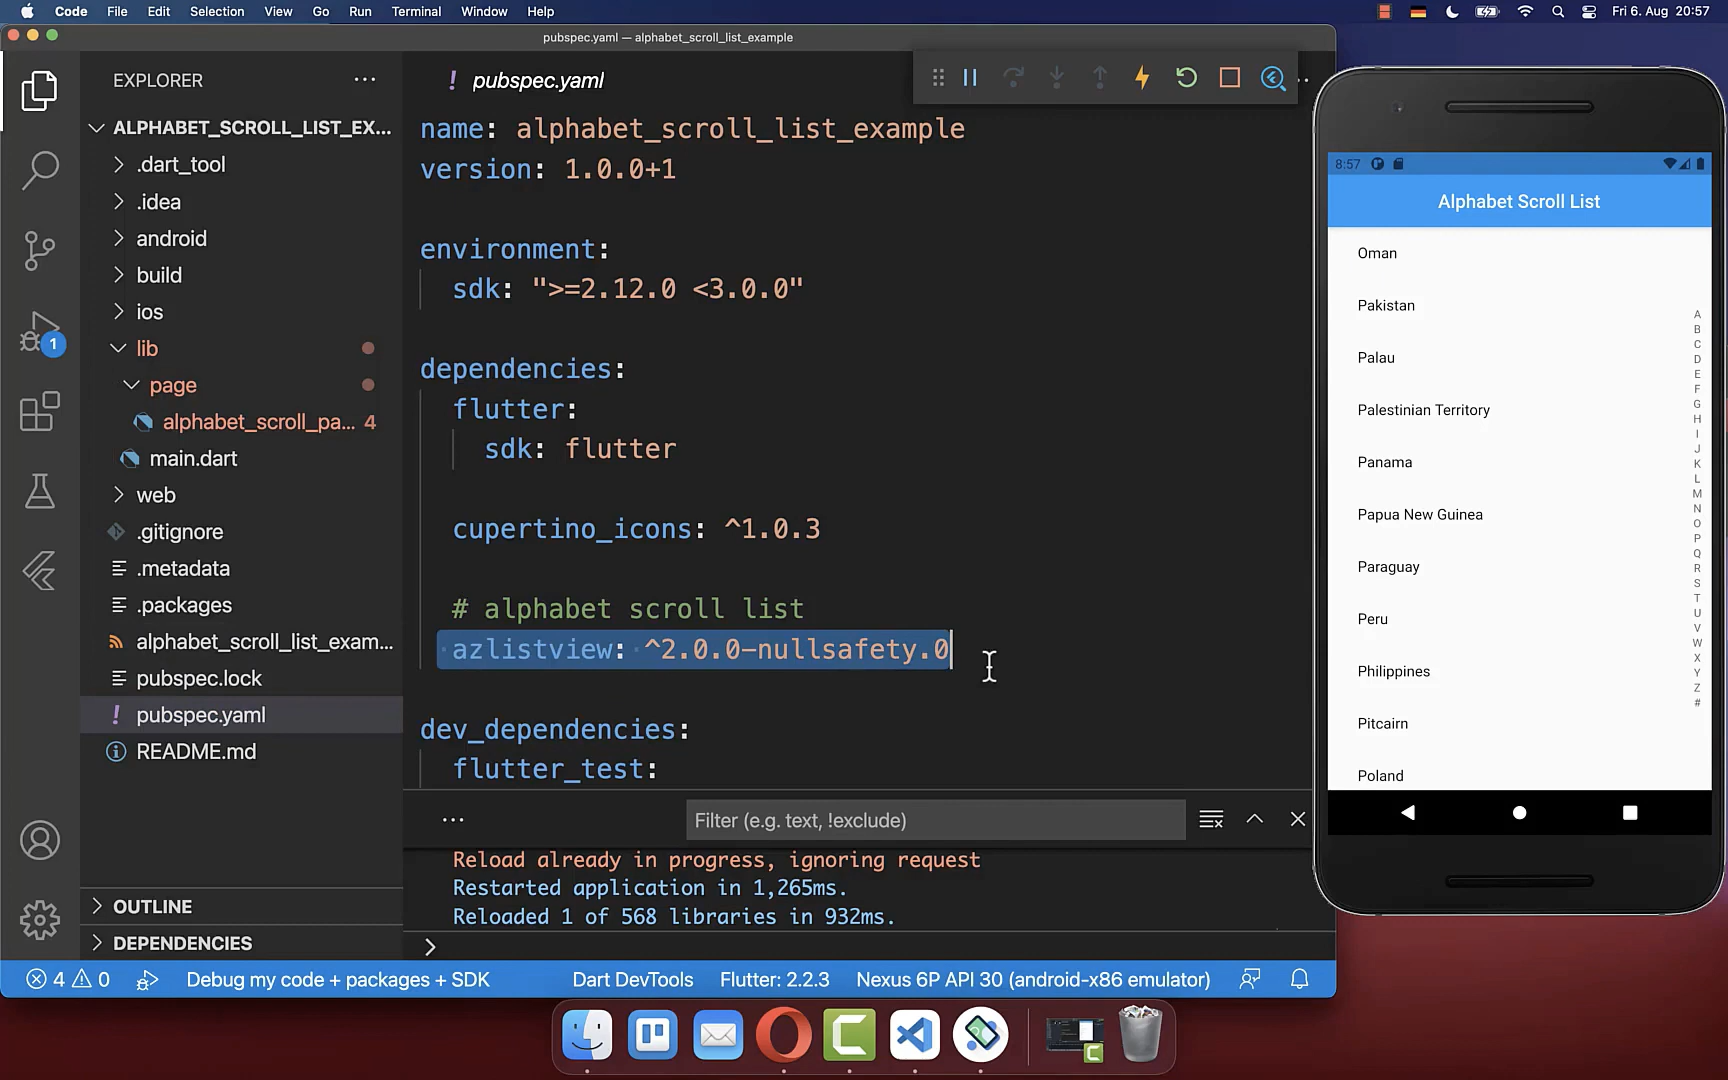 Code File Edit Selection View Go Run Terminal Window Help
Fri 6. Aug 20:57
pubspec.yaml — alphabet_scroll_list_example
EXPLORER
ALPHABET_SCROLL_LIST_EX...
.dart_tool
.idea
android
build
ios
lib
page
alphabet_scroll_pa... 4
main.dart
web
.gitignore
.metadata
.packages
alphabet_scroll_list_exam...
pubspec.lock
! pubspec.yaml
README.md
OUTLINE
DEPENDENCIES
1
! pubspec.yaml
name: alphabet_scroll_list_example
version: 1.0.0+1
environment:
sdk: ">=2.12.0 <3.0.0"
dependencies:
flutter:
sdk: flutter
cupertino_icons: ^1.0.3
# alphabet scroll list
azlistview: ^2.0.0-nullsafety.0
dev_dependencies:
flutter_test:
Filter (e.g. text, !exclude)
Reload already in progress, ignoring request
Restarted application in 1,265ms.
Reloaded 1 of 568 libraries in 932ms.
4 0 Debug my code + packages + SDK Dart DevTools Flutter: 2.2.3 Nexus 6P API 30 (android-x86 emulator)
8:57
Alphabet Scroll List
Oman
Pakistan
Palau
Palestinian Territory
Panama
Papua New Guinea
Paraguay
Peru
Philippines
Pitcairn
Poland
A
B
C
D
E
F
G
H
I
J
K
L
M
N
O
P
Q
R
S
T
U
V
W
X
Y
Z
#